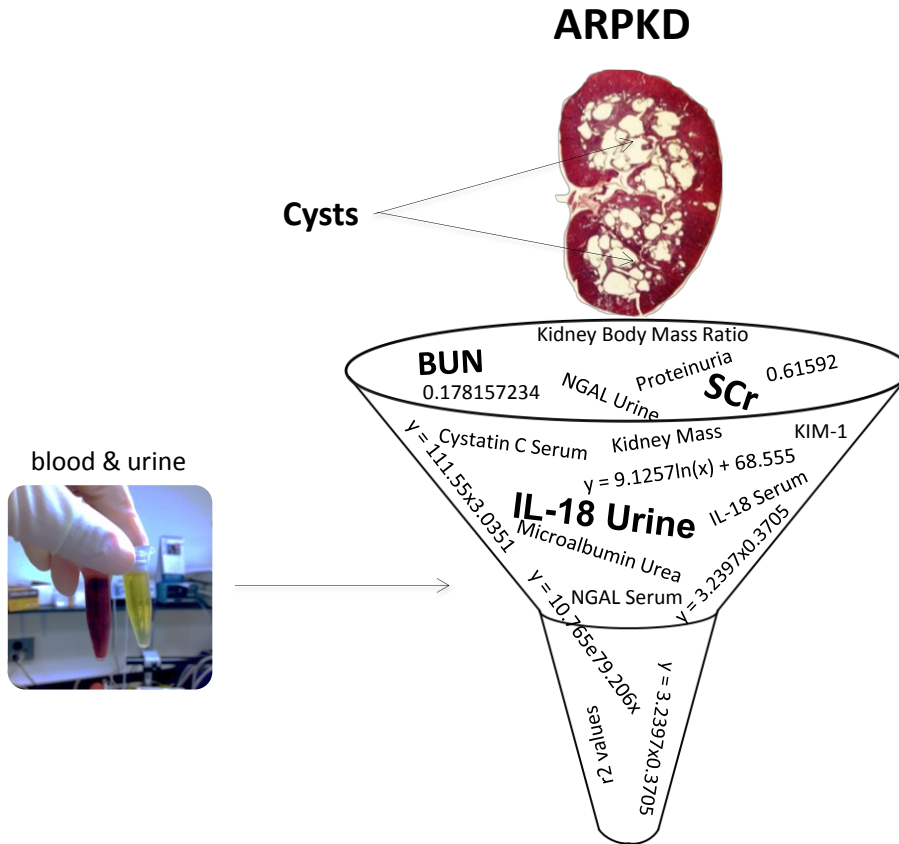 ARPKD
Cysts
Kidney Body Mass Ratio
BUN
Proteinuria
0.61592
0.178157234
NGAL Urine
SCr
y = 111.55x3.0351
Cystatin C Serum
Kidney Mass
KIM-1
blood & urine
y = 9.1257ln(x) + 68.555
IL-18 Urine
IL-18 Serum
Microalbumin Urea
y = 3.2397x0.3705
NGAL Serum
y = 10.765e79.206x
y = 3.2397x0.3705
r2 values